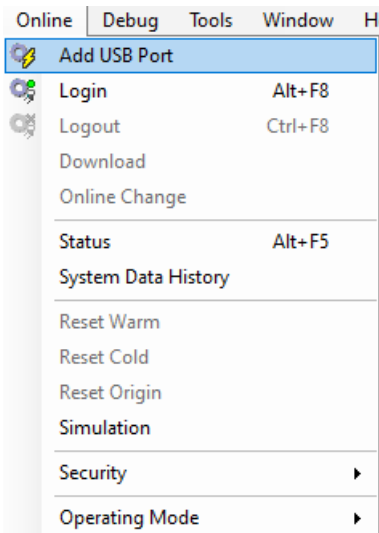 Online Debug Tools Window H
Add USB Port
Login Alt+F8
Logout Ctrl+F8
Download
Online Change
Status Alt+F5
System Data History
Reset Warm
Reset Cold
Reset Origin
Simulation
Security
Operating Mode